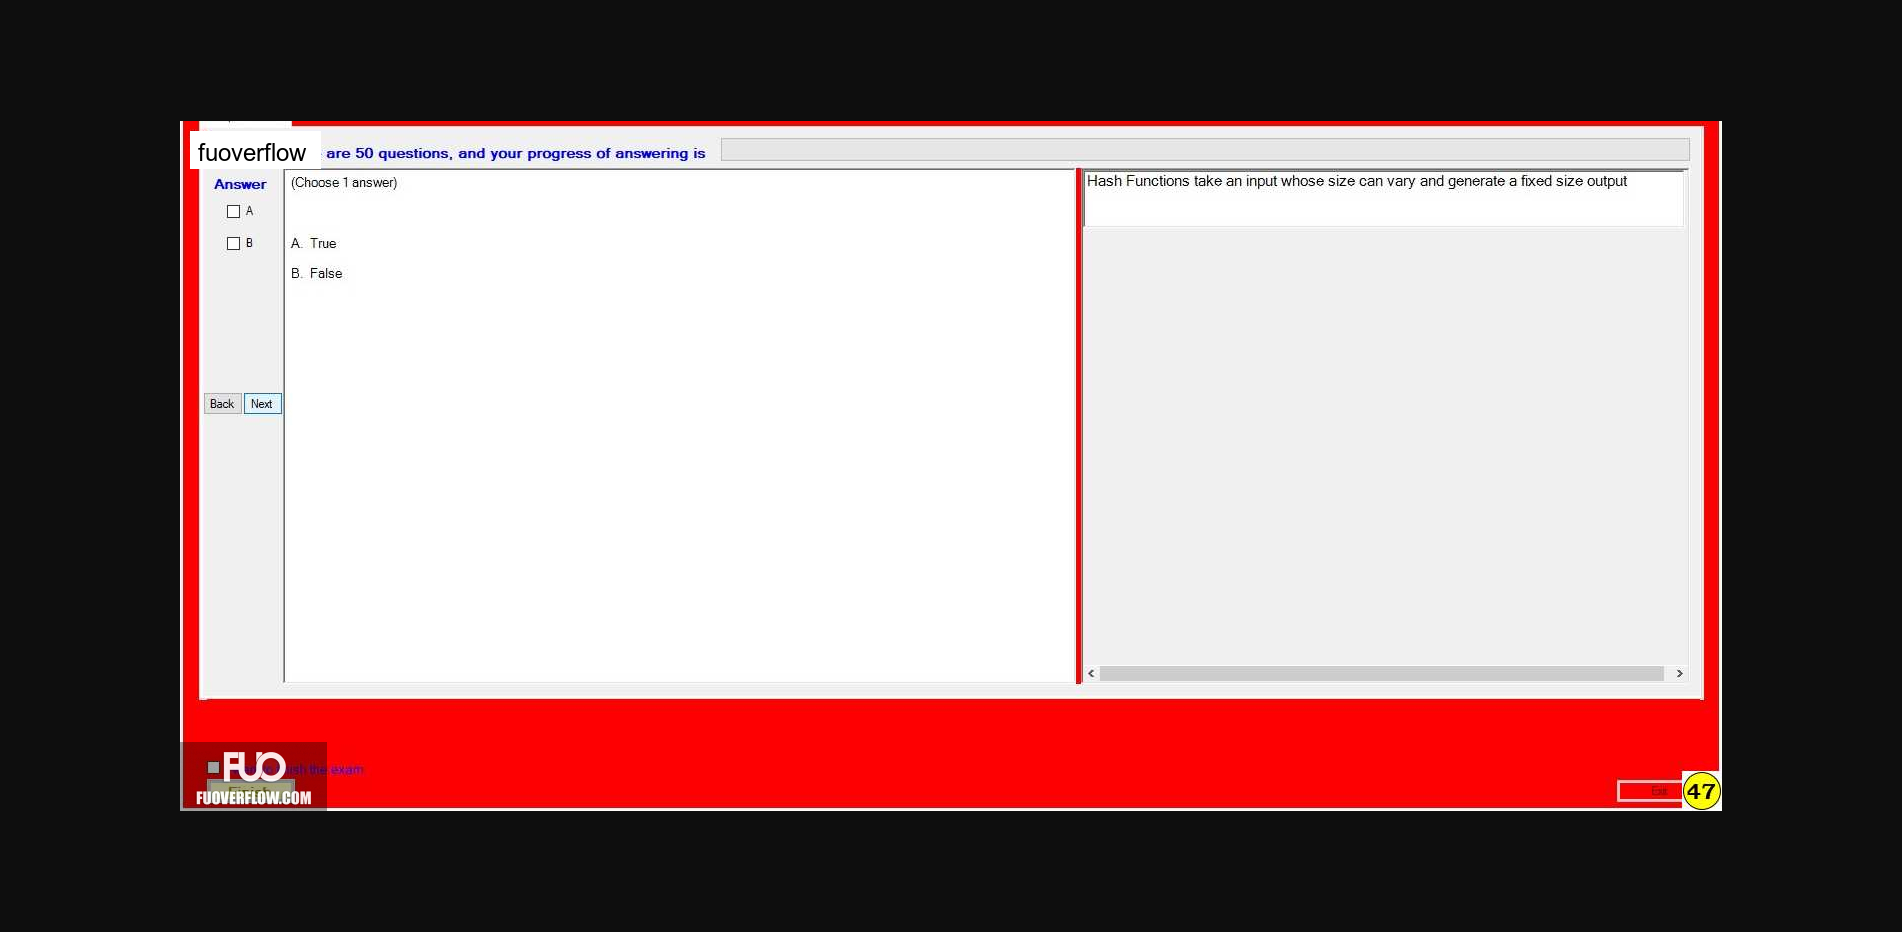 fuoverflow are 50 questions, and your progress of answering is
Answer
(Choose 1 answer)
A
B
A. True
B. False
Back Next
Hash Functions take an input whose size can vary and generate a fixed size output
the exam
FUO
Finish
FUOVERFLOW.COM
Exit
47